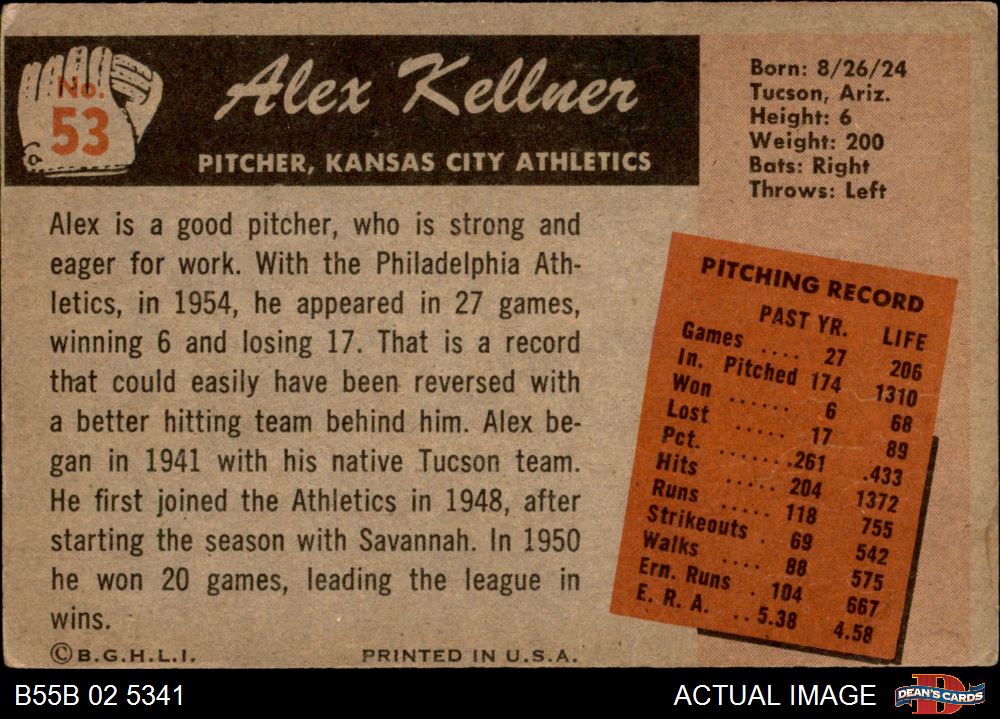 No.
53
Alex Kellner
PITCHER, KANSAS CITY ATHLETICS
Born: 8/26/24
Tucson, Ariz.
Height: 6
Weight: 200
Bats: Right
Throws: Left
Alex is a good pitcher, who is strong and
eager for work. With the Philadelphia Ath-
letics, in 1954, he appeared in 27 games,
winning 6 and losing 17. That is a record
that could easily have been reversed with
a better hitting team behind him. Alex be-
gan in 1941 with his native Tucson team.
He first joined the Athletics in 1948, after
starting the season with Savannah. In 1950
he won 20 games, leading the league in
wins.
PITCHING RECORD
PAST YR. LIFE
Games .... 27 206
In. Pitched 174 1310
Won ...... 6 68
Lost ..... 17 89
Pct. ......261 .433
Hits ..... 204 1372
Runs ..... 118 755
Strikeouts . 69 542
Walks .... 88 575
Ern. Runs . 104 667
E. R. A. .. 5.38 4.58
©B.G.H.L.I. PRINTED IN U.S.A.
B55B 02 5341 ACTUAL IMAGE D DEAN'S CARDS